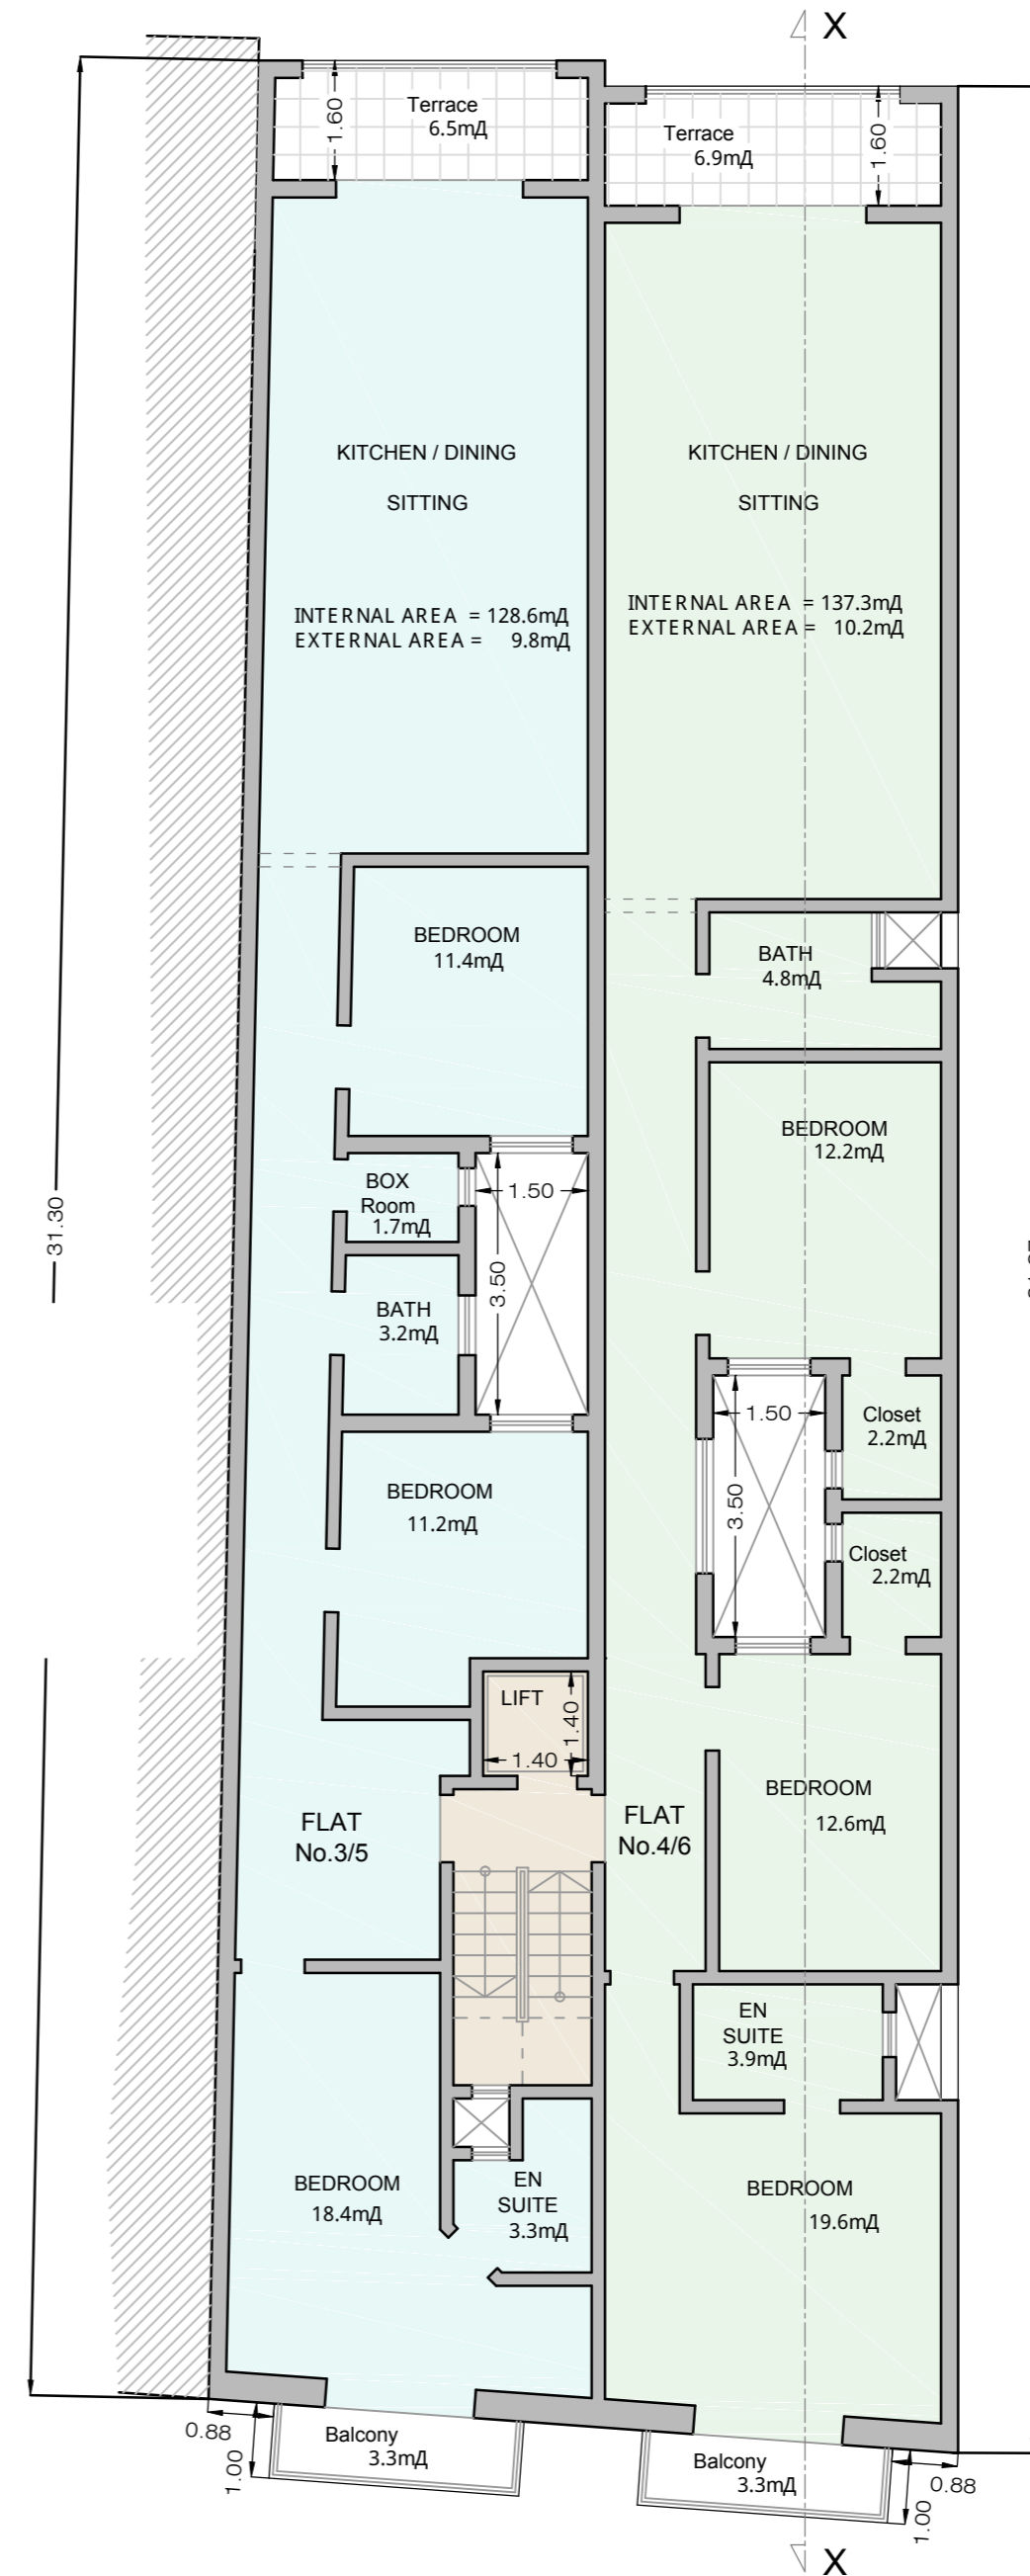 X
Terrace
6.5mД
1.60
Terrace
6.9mД
1.60
KITCHEN / DINING
SITTING
INTERNAL AREA = 128.6mД
EXTERNAL AREA = 9.8mД
KITCHEN / DINING
SITTING
INTERNAL AREA = 137.3mД
EXTERNAL AREA = 10.2mД
BEDROOM
11.4mД
BATH
4.8mД
BEDROOM
12.2mД
31.30
BOX
Room
1.7mД
1.50
3.50
BATH
3.2mД
1.50
3.50
Closet
2.2mД
Closet
2.2mД
BEDROOM
11.2mД
LIFT
1.40
1.40
FLAT
No.3/5
FLAT
No.4/6
BEDROOM
12.6mД
EN
SUITE
3.9mД
BEDROOM
18.4mД
EN
SUITE
3.3mД
BEDROOM
19.6mД
0.88
1.00
Balcony
3.3mД
Balcony
3.3mД
0.88
1.00
X